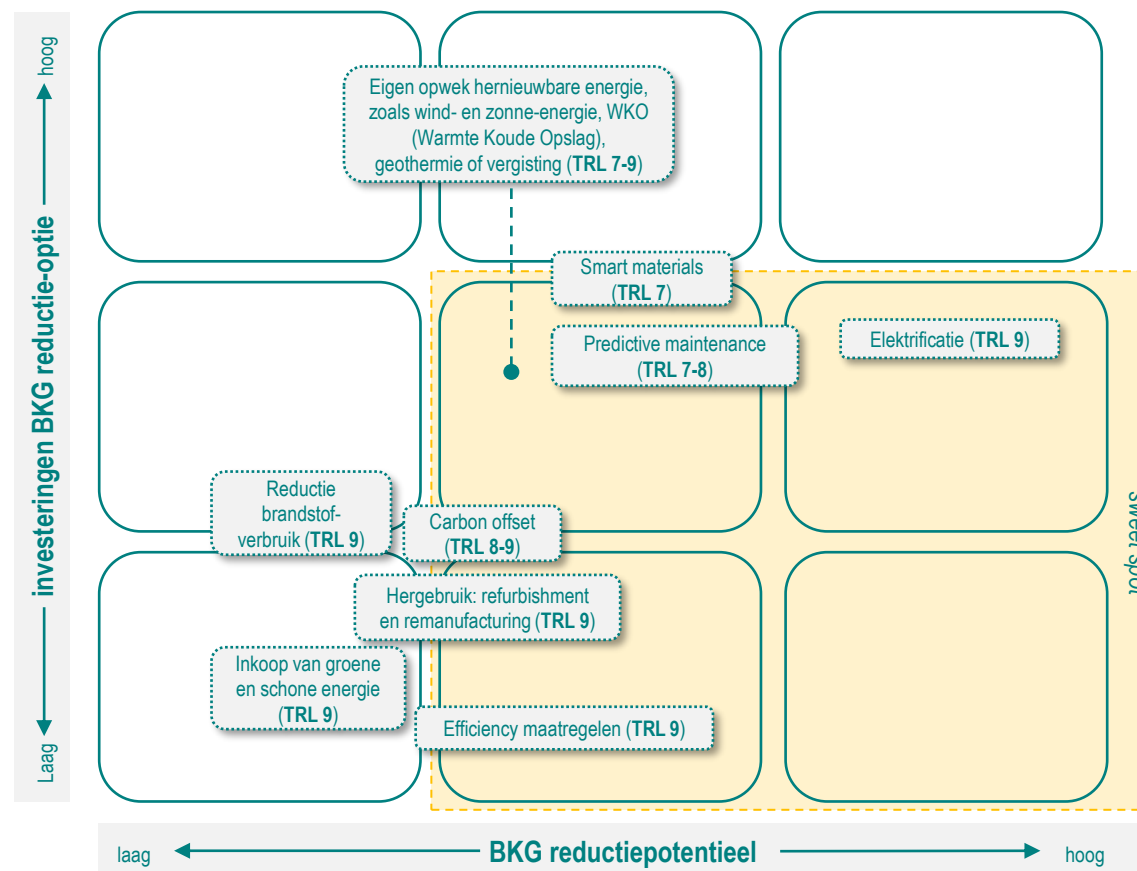 hoog
investeringen BKG reductie-optie
Laag
Eigen opwek hernieuwbare energie,
zoals wind- en zonne-energie, WKO
(Warmte Koude Opslag),
geothermie of vergisting (TRL 7-9)
Smart materials
(TRL 7)
Predictive maintenance
(TRL 7-8)
Elektrificatie (TRL 9)
Reductie
brandstof-
verbruik (TRL 9)
Carbon offset
(TRL 8-9)
Hergebruik: refurbishment
en remanufacturing (TRL 9)
Inkoop van groene
en schone energie
(TRL 9)
Efficiency maatregelen (TRL 9)
sweet spot
laag
BKG reductiepotentieel
hoog